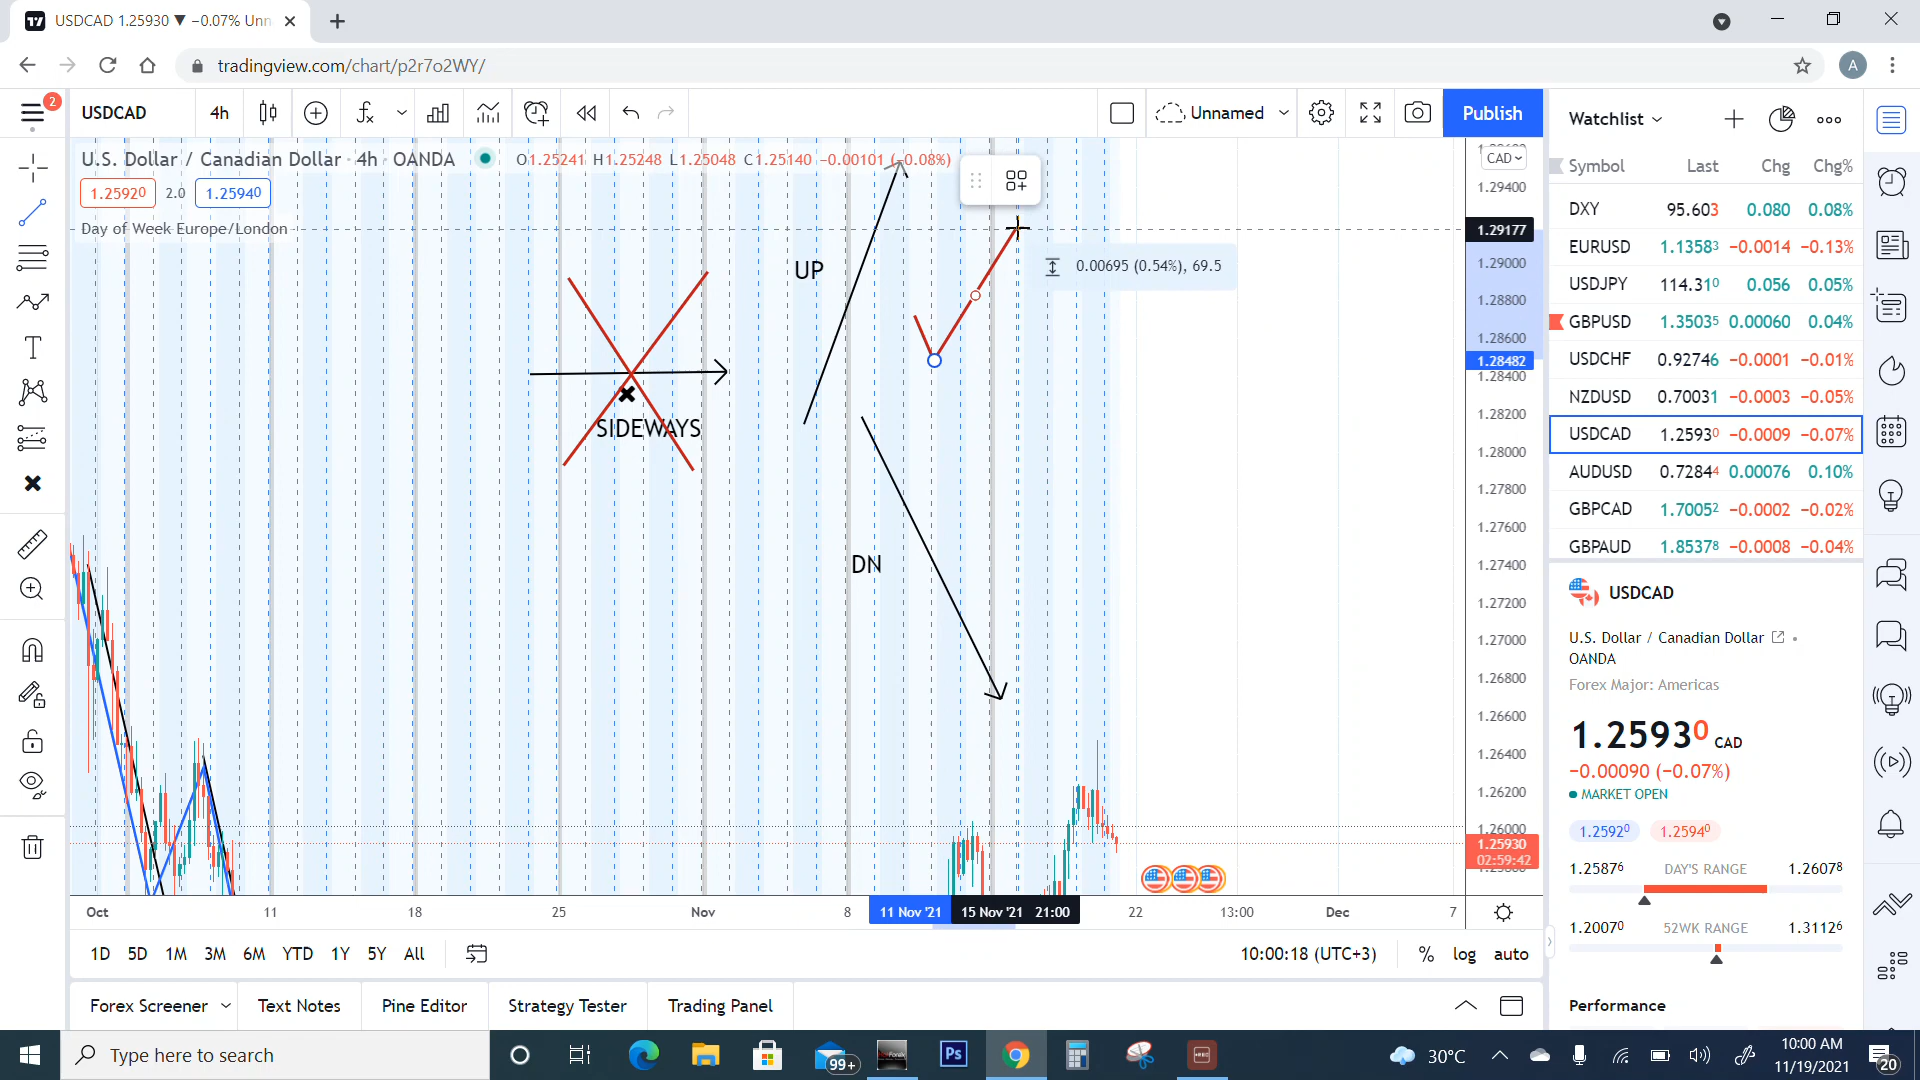 USDCAD 1.25930 ▼ −0.07% Unn
tradingview.com/chart/p2r7o2WY/
A
2
USDCAD
4h
Unnamed
Publish
U.S. Dollar / Canadian Dollar · 4h · OANDA
O1.25241 H1.25248 L1.25048 C1.25140 −0.00101 (−0.08%)
1.25920 2.0 1.25940
Day of Week Europe/London
UP
0.00695 (0.54%), 69.5
SIDEWAYS
DN
CAD
1.29400
1.29177
1.29000
1.28800
1.28600
1.28482
1.28400
1.28200
1.28000
1.27800
1.27600
1.27400
1.27200
1.27000
1.26800
1.26600
1.26400
1.26200
1.26000
1.25930
02:59:42
Oct 11 18 25 Nov 8 11 Nov '21 15 Nov '21 21:00 22 13:00 Dec 7
1D 5D 1M 3M 6M YTD 1Y 5Y All
10:00:18 (UTC+3) % log auto
Forex Screener Text Notes Pine Editor Strategy Tester Trading Panel
Watchlist
Symbol Last Chg Chg%
DXY 95.603 0.080 0.08%
EURUSD 1.13583 −0.0014 −0.13%
USDJPY 114.310 0.056 0.05%
GBPUSD 1.35035 0.00060 0.04%
USDCHF 0.92746 −0.0001 −0.01%
NZDUSD 0.70031 −0.0003 −0.05%
USDCAD 1.25930 −0.0009 −0.07%
AUDUSD 0.72844 0.00076 0.10%
GBPCAD 1.70052 −0.0002 −0.02%
GBPAUD 1.85378 −0.0008 −0.04%
USDCAD
U.S. Dollar / Canadian Dollar
OANDA
Forex Major: Americas
1.25930 CAD
−0.00090 (−0.07%)
MARKET OPEN
1.25920 1.25940
1.25876 DAY'S RANGE 1.26078
1.20070 52WK RANGE 1.31126
Performance
Type here to search
99+
Ps
30°C
10:00 AM
11/19/2021
20